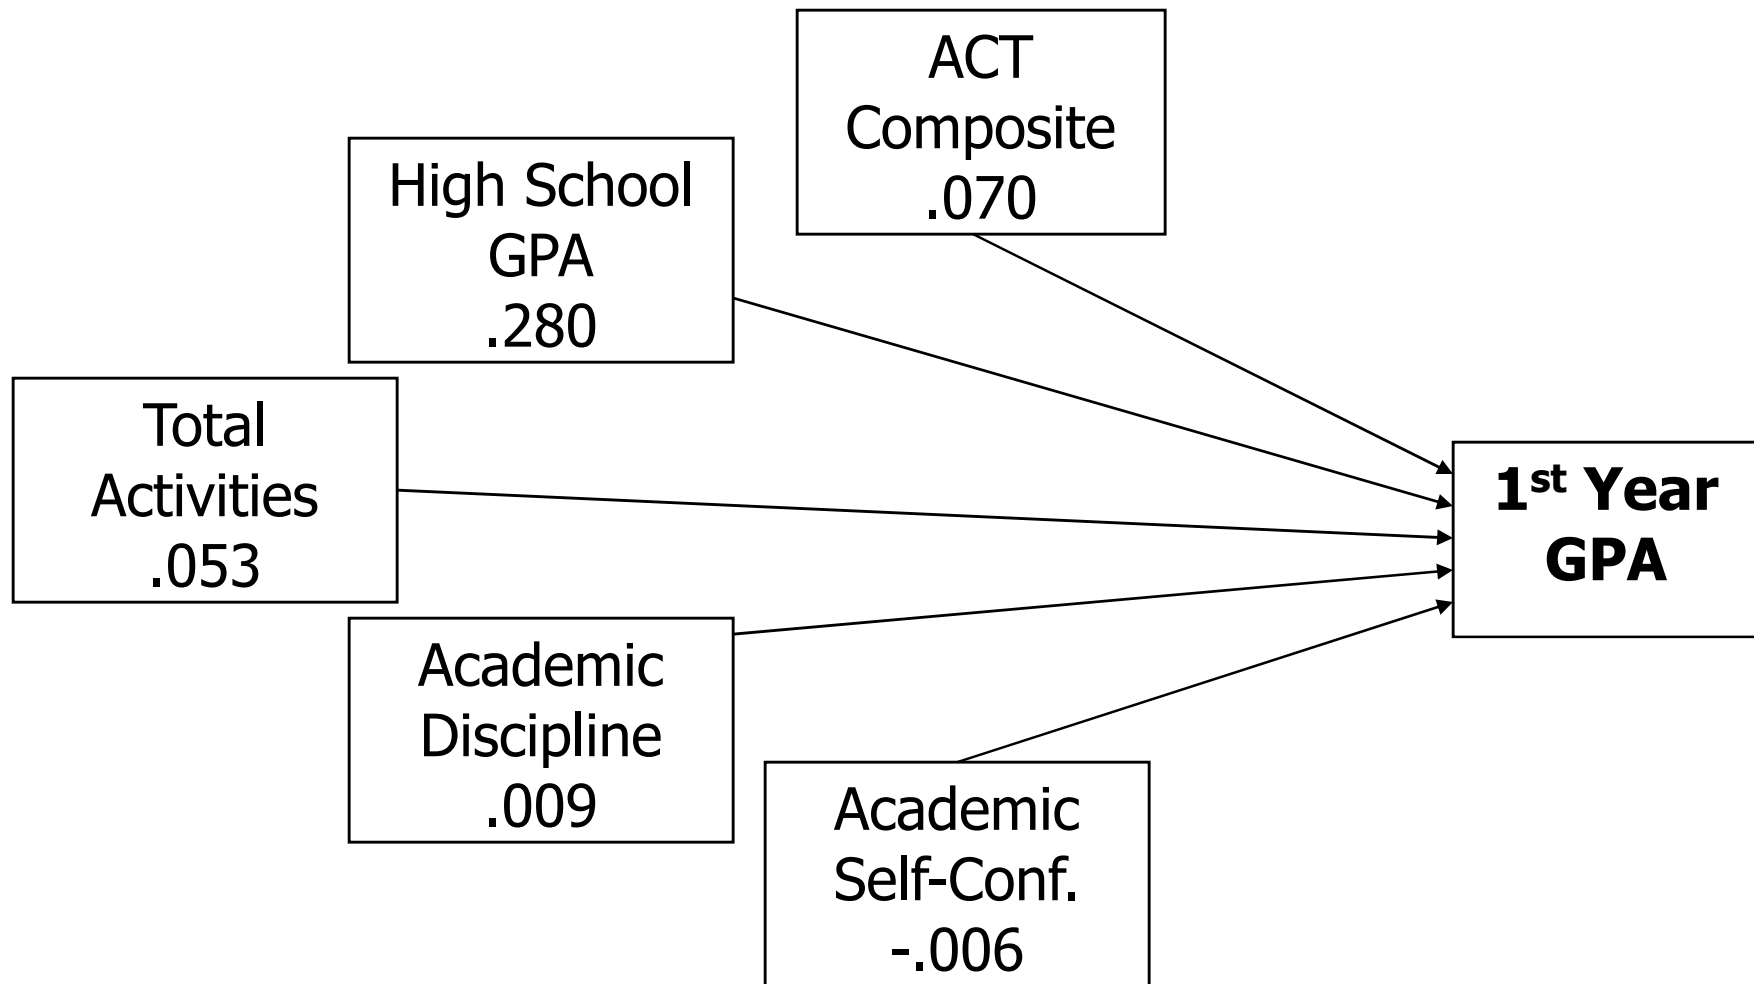 ACT
Composite
.070
High School
GPA
.280
Total
Activities
.053
Academic
Discipline
.009
Academic
Self-Conf.
-.006
1st Year
GPA